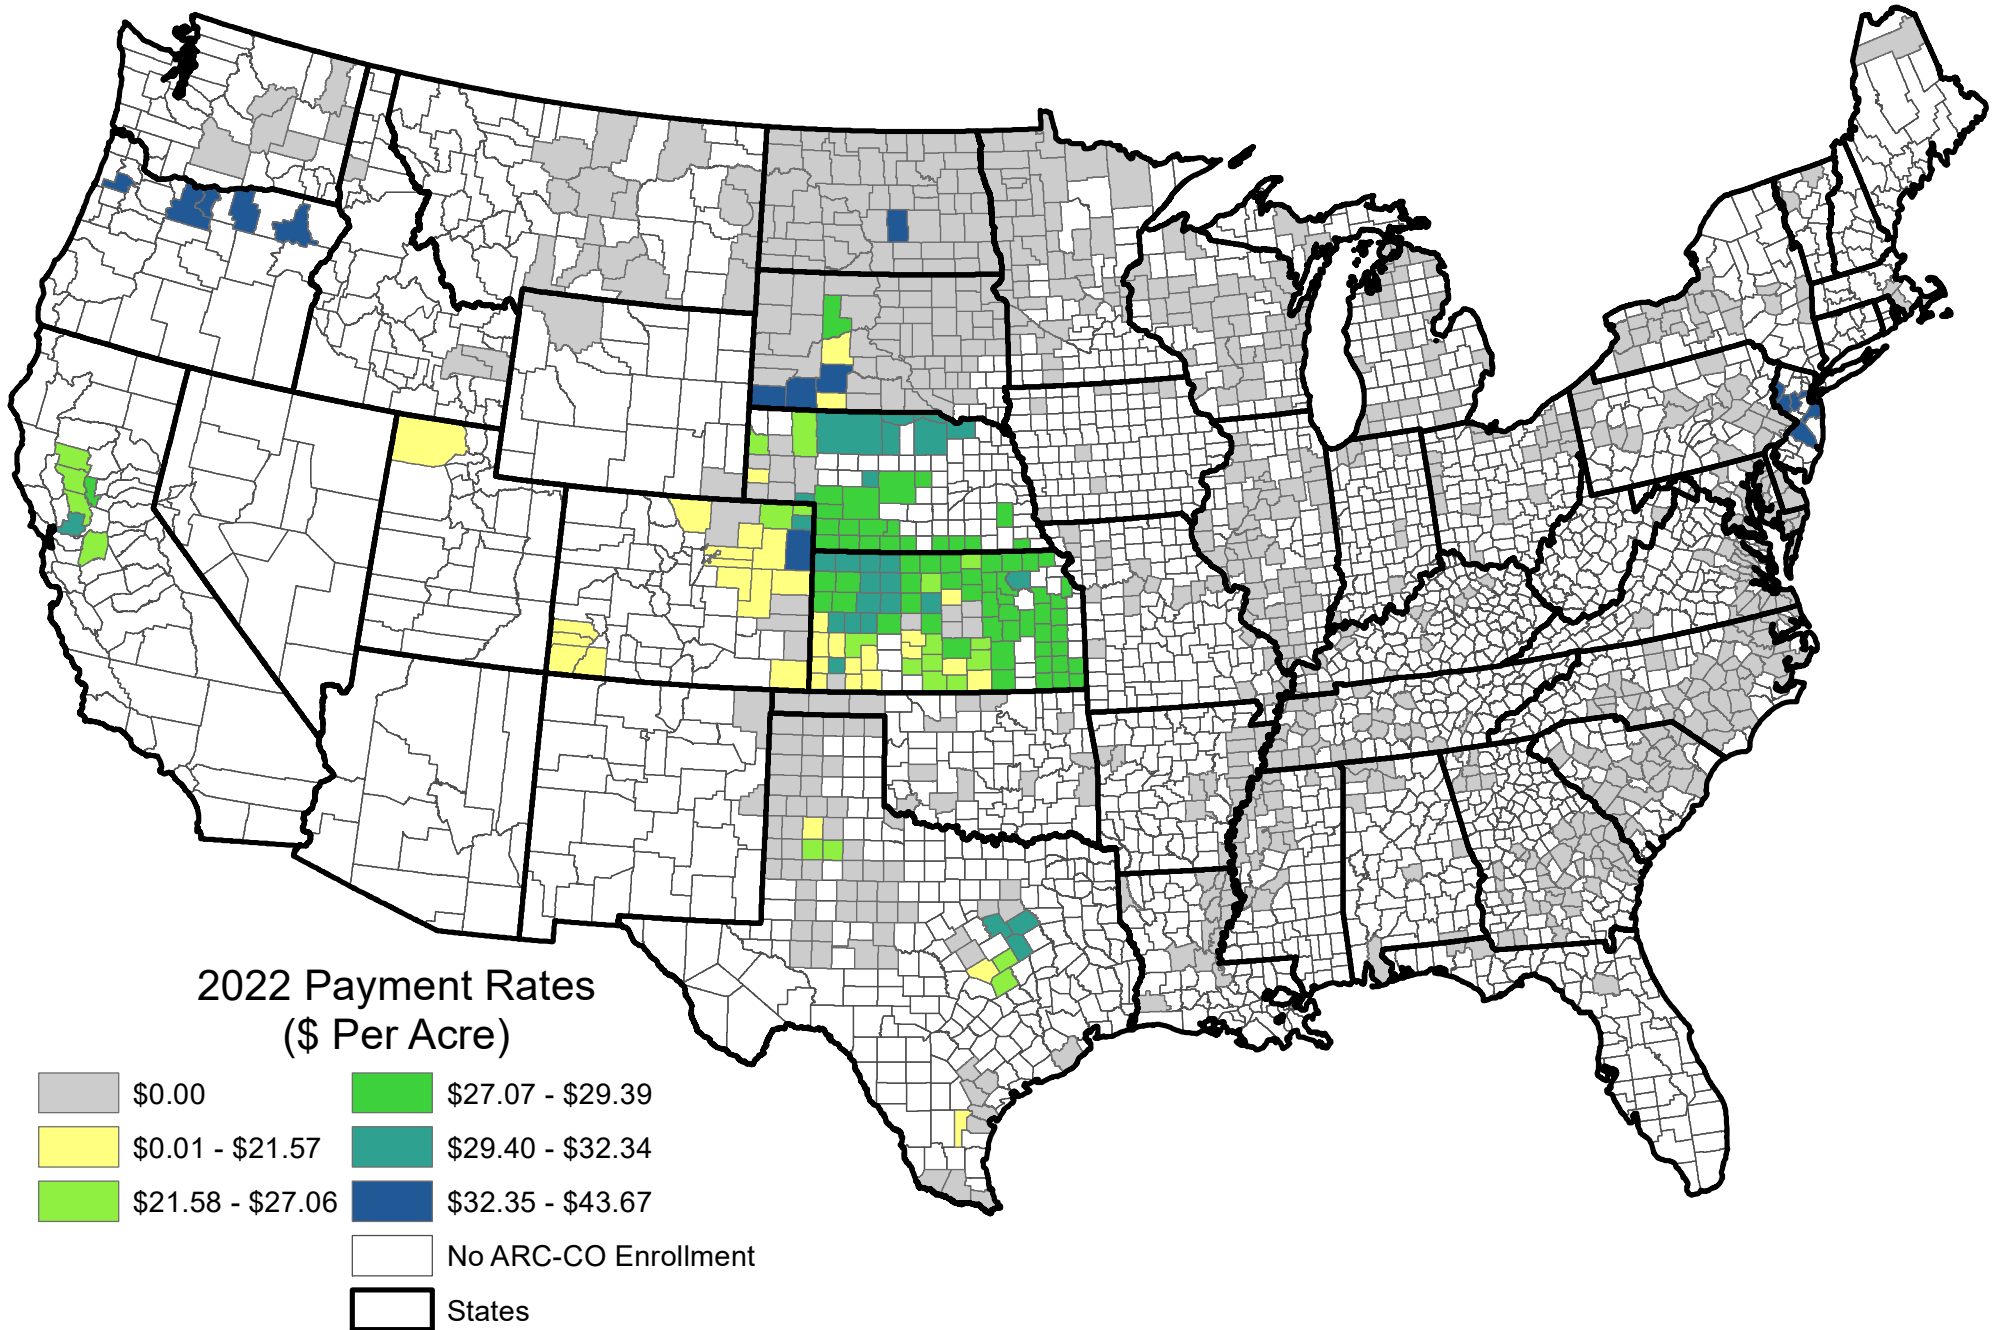 2022 Payment Rates
($ Per Acre)
$0.00
$0.01 - $21.57
$21.58 - $27.06
$27.07 - $29.39
$29.40 - $32.34
$32.35 - $43.67
No ARC-CO Enrollment
States